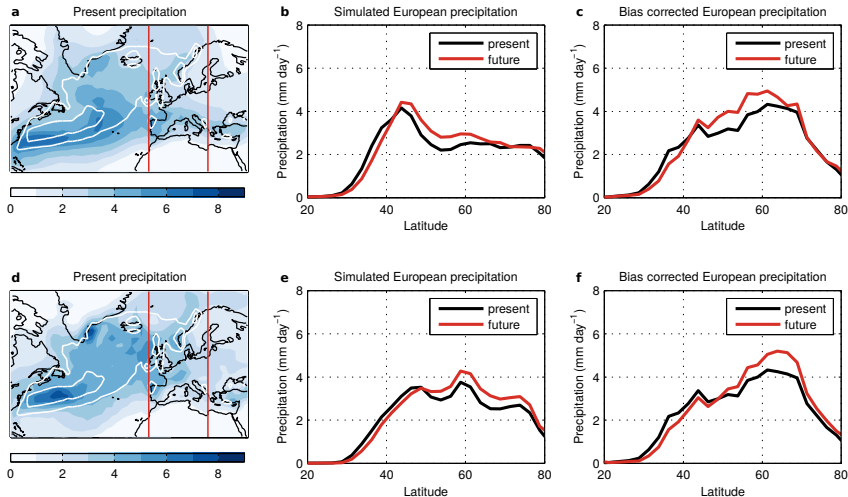 a Present precipitation
0 2 4 6 8
b Simulated European precipitation
Precipitation (mm day⁻¹)
8
6
4
2
0
present
future
20 40 60 80
Latitude
c Bias corrected European precipitation
Precipitation (mm day⁻¹)
8
6
4
2
0
present
future
20 40 60 80
Latitude
d Present precipitation
0 2 4 6 8
e Simulated European precipitation
Precipitation (mm day⁻¹)
8
6
4
2
0
present
future
20 40 60 80
Latitude
f Bias corrected European precipitation
Precipitation (mm day⁻¹)
8
6
4
2
0
present
future
20 40 60 80
Latitude